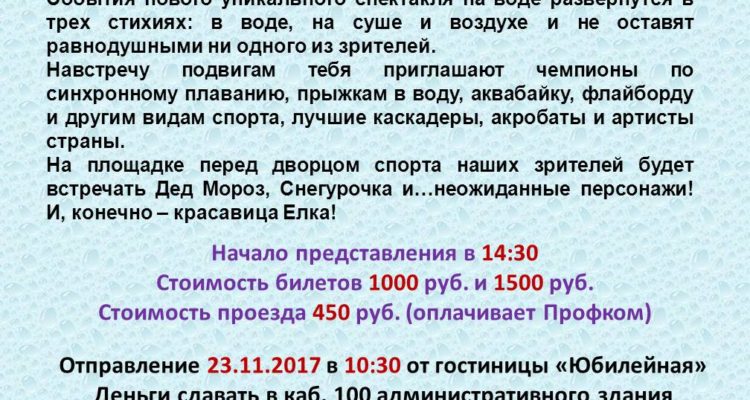 События нового уникального спектакля на воде развернутся в
трех стихиях: в воде, на суше и воздухе и не оставят
равнодушными ни одного из зрителей.
Навстречу подвигам тебя приглашают чемпионы по
синхронному плаванию, прыжкам в воду, аквабайку, флайборду
и другим видам спорта, лучшие каскадеры, акробаты и артисты
страны.
На площадке перед дворцом спорта наших зрителей будет
встречать Дед Мороз, Снегурочка и…неожиданные персонажи!
И, конечно – красавица Елка!
Начало представления в 14:30
Стоимость билетов 1000 руб. и 1500 руб.
Стоимость проезда 450 руб. (оплачивает Профком)
Отправление 23.11.2017 в 10:30 от гостиницы «Юбилейная»
Деньги сдавать в каб. 100 административного здания